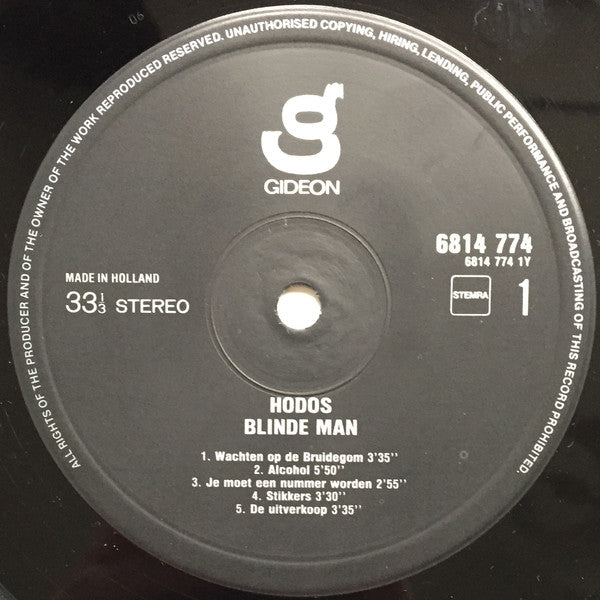 ALL RIGHTS OF THE PRODUCER AND OF THE OWNER OF THE WORK REPRODUCED RESERVED. UNAUTHORISED COPYING, HIRING, LENDING, PUBLIC PERFORMANCE AND BROADCASTING OF THIS RECORD PROHIBITED.
06
g
GIDEON
6814 774
6814 774 1Y
MADE IN HOLLAND
33 1/3 STEREO
STEMRA
1
HODOS
BLINDE MAN
1. Wachten op de Bruidegom 3'35''
2. Alcohol 5'50''
3. Je moet een nummer worden 2'55''
4. Stikkers 3'30''
5. De uitverkoop 3'35''